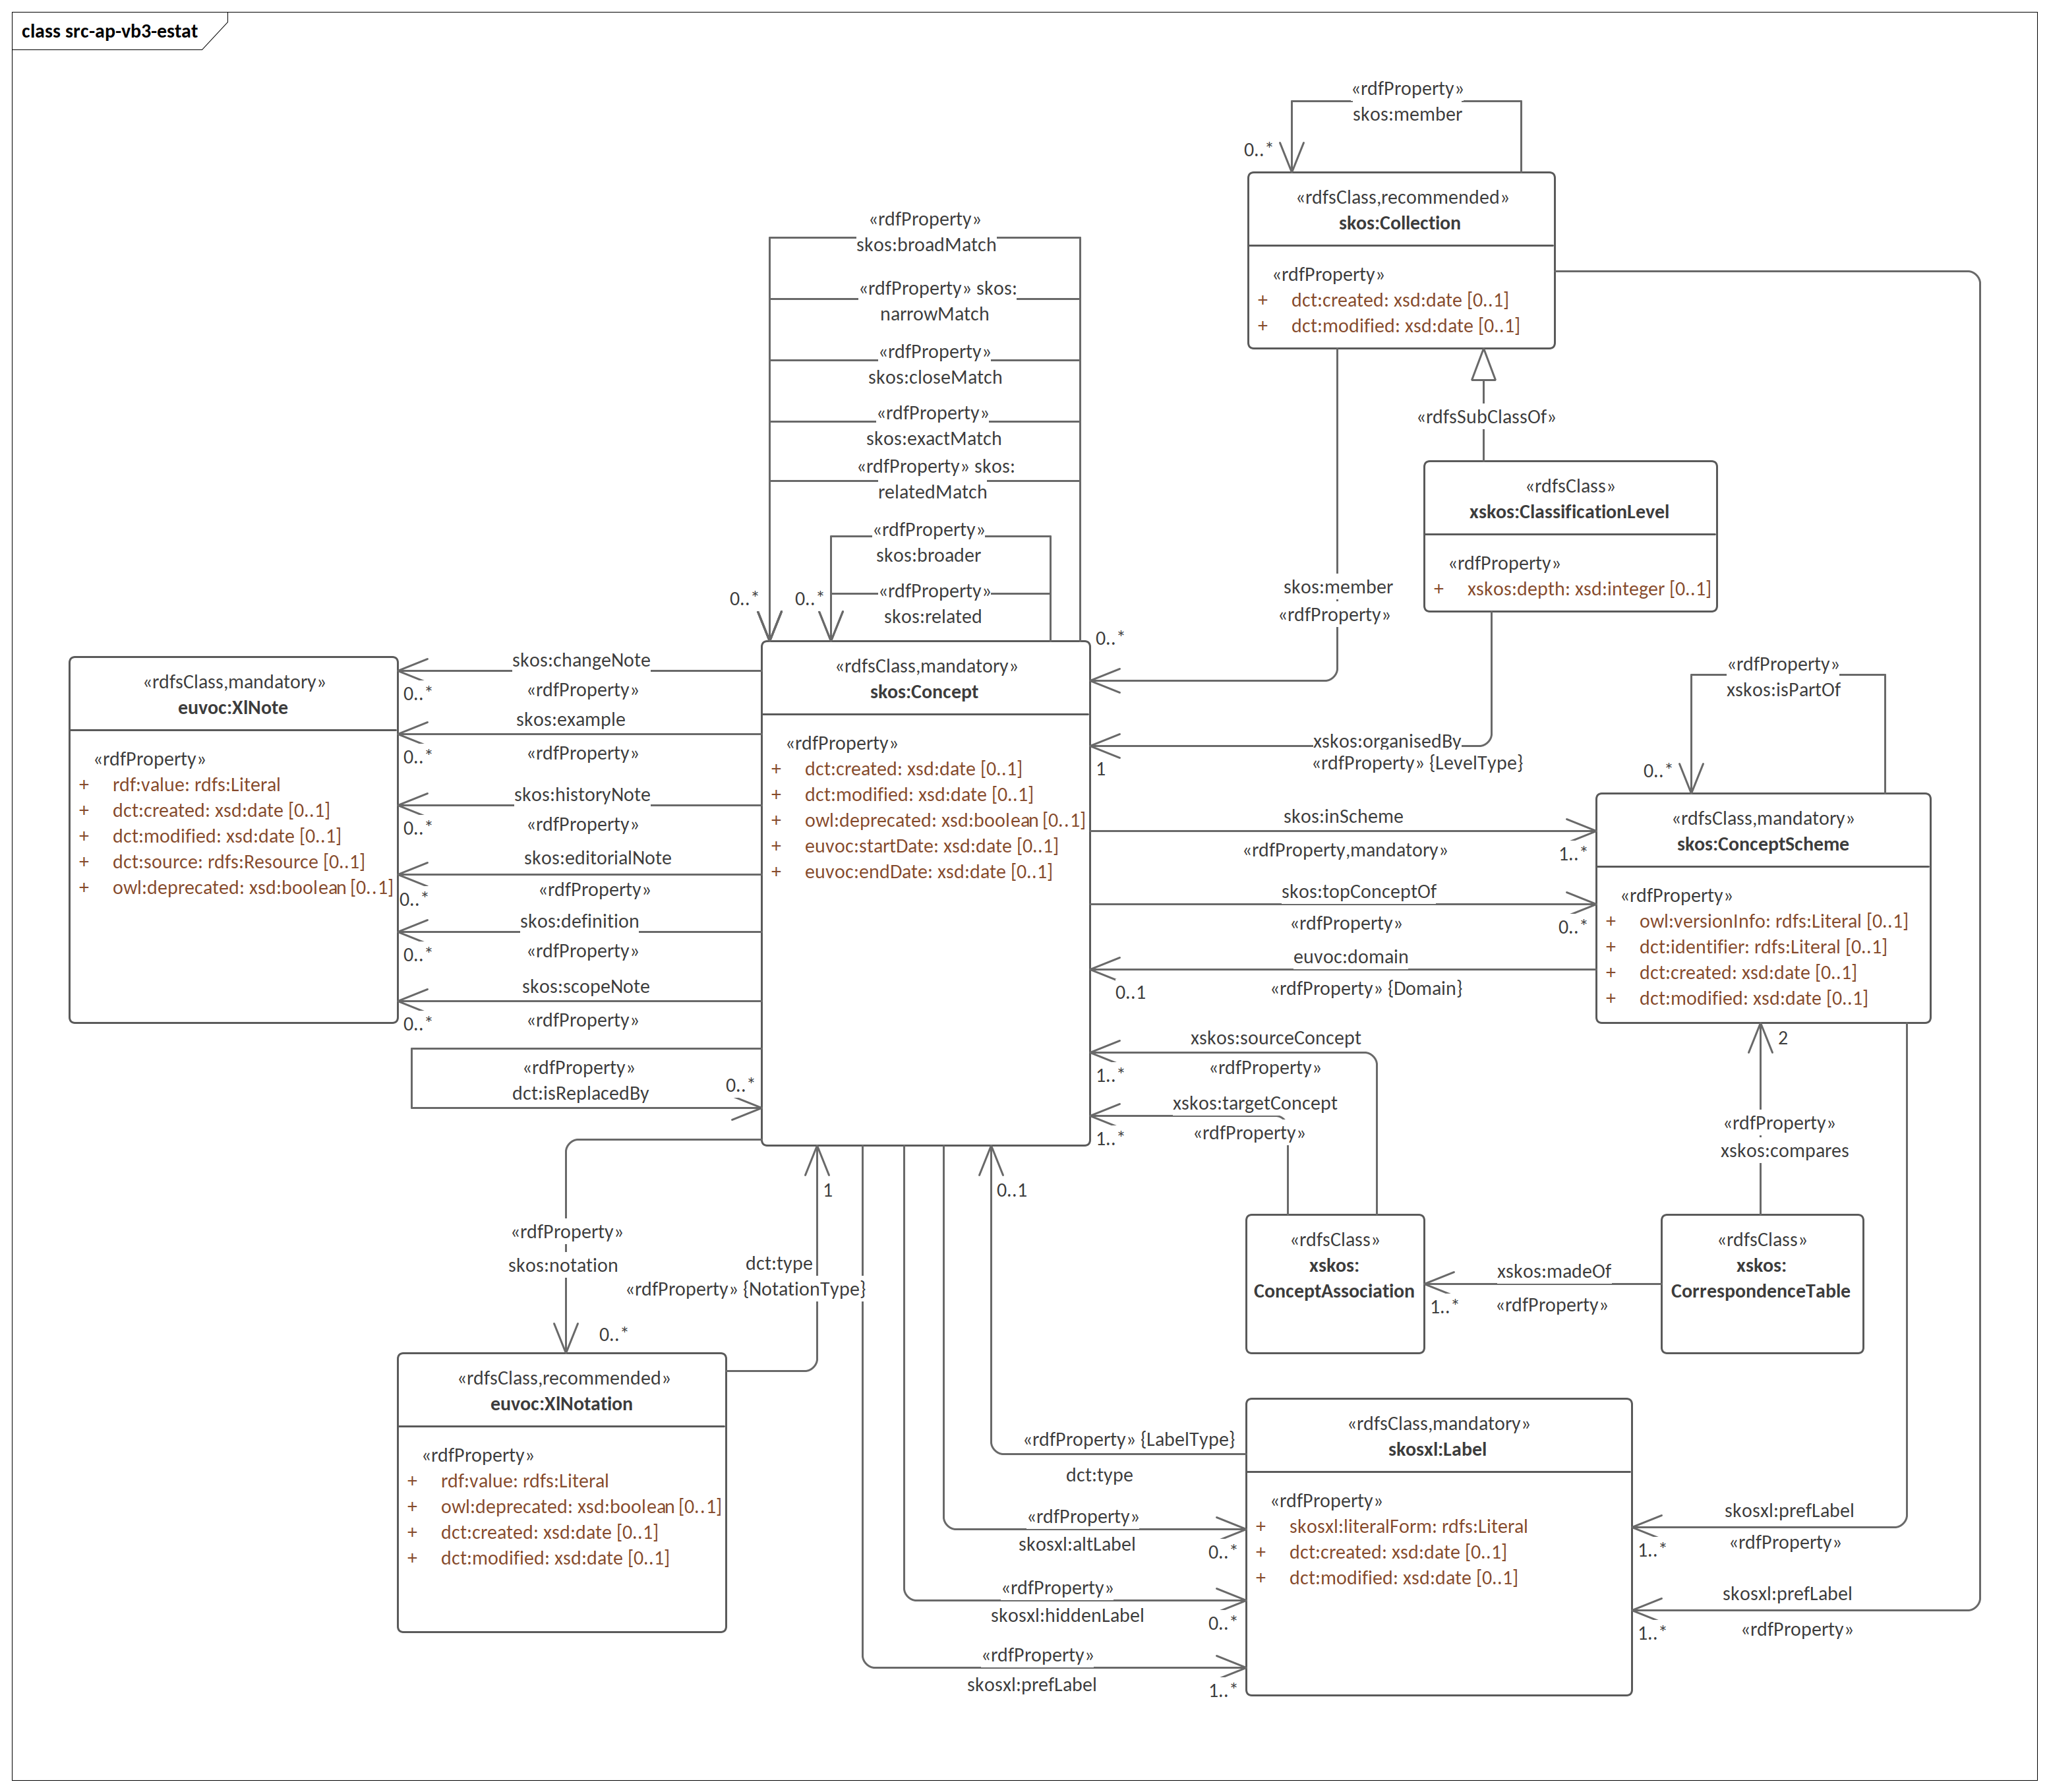 class src-ap-vb3-estat
«rdfProperty»
skos:member
0..*
«rdfsClass,recommended»
skos:Collection
«rdfProperty»
+ dct:created: xsd:date [0..1]
+ dct:modified: xsd:date [0..1]
«rdfProperty»
skos:broadMatch
«rdfProperty» skos:
narrowMatch
«rdfProperty»
skos:closeMatch
«rdfProperty»
skos:exactMatch
«rdfProperty» skos:
relatedMatch
«rdfProperty»
skos:broader
«rdfProperty»
skos:related
0..*
0..*
«rdfsSubClassOf»
«rdfsClass»
xskos:ClassificationLevel
«rdfProperty»
+ xskos:depth: xsd:integer [0..1]
skos:member
«rdfProperty»
0..*
xskos:organisedBy
«rdfProperty» {LevelType}
1
«rdfsClass,mandatory»
euvoc:XlNote
«rdfProperty»
+ rdf:value: rdfs:Literal
+ dct:created: xsd:date [0..1]
+ dct:modified: xsd:date [0..1]
+ dct:source: rdfs:Resource [0..1]
+ owl:deprecated: xsd:boolean [0..1]
skos:changeNote
«rdfProperty»
0..*
skos:example
«rdfProperty»
0..*
skos:historyNote
«rdfProperty»
0..*
skos:editorialNote
«rdfProperty»
0..*
skos:definition
«rdfProperty»
0..*
skos:scopeNote
«rdfProperty»
0..*
«rdfProperty»
dct:isReplacedBy
0..*
«rdfsClass,mandatory»
skos:Concept
«rdfProperty»
+ dct:created: xsd:date [0..1]
+ dct:modified: xsd:date [0..1]
+ owl:deprecated: xsd:boolean [0..1]
+ euvoc:startDate: xsd:date [0..1]
+ euvoc:endDate: xsd:date [0..1]
«rdfProperty»
xskos:isPartOf
0..*
skos:inScheme
«rdfProperty,mandatory»
1..*
skos:topConceptOf
«rdfProperty»
0..*
euvoc:domain
«rdfProperty» {Domain}
0..1
«rdfsClass,mandatory»
skos:ConceptScheme
«rdfProperty»
+ owl:versionInfo: rdfs:Literal [0..1]
+ dct:identifier: rdfs:Literal [0..1]
+ dct:created: xsd:date [0..1]
+ dct:modified: xsd:date [0..1]
xskos:sourceConcept
«rdfProperty»
1..*
xskos:targetConcept
«rdfProperty»
1..*
2
«rdfProperty»
xskos:compares
«rdfsClass»
xskos:
ConceptAssociation
xskos:madeOf
«rdfProperty»
1..*
«rdfsClass»
xskos:
CorrespondenceTable
«rdfProperty»
skos:notation
0..*
1
dct:type
«rdfProperty» {NotationType}
0..1
«rdfsClass,recommended»
euvoc:XlNotation
«rdfProperty»
+ rdf:value: rdfs:Literal
+ owl:deprecated: xsd:boolean [0..1]
+ dct:created: xsd:date [0..1]
+ dct:modified: xsd:date [0..1]
«rdfProperty» {LabelType}
dct:type
«rdfProperty»
skosxl:altLabel
0..*
«rdfProperty»
skosxl:hiddenLabel
0..*
«rdfProperty»
skosxl:prefLabel
1..*
«rdfsClass,mandatory»
skosxl:Label
«rdfProperty»
+ skosxl:literalForm: rdfs:Literal
+ dct:created: xsd:date [0..1]
+ dct:modified: xsd:date [0..1]
skosxl:prefLabel
«rdfProperty»
1..*
skosxl:prefLabel
«rdfProperty»
1..*